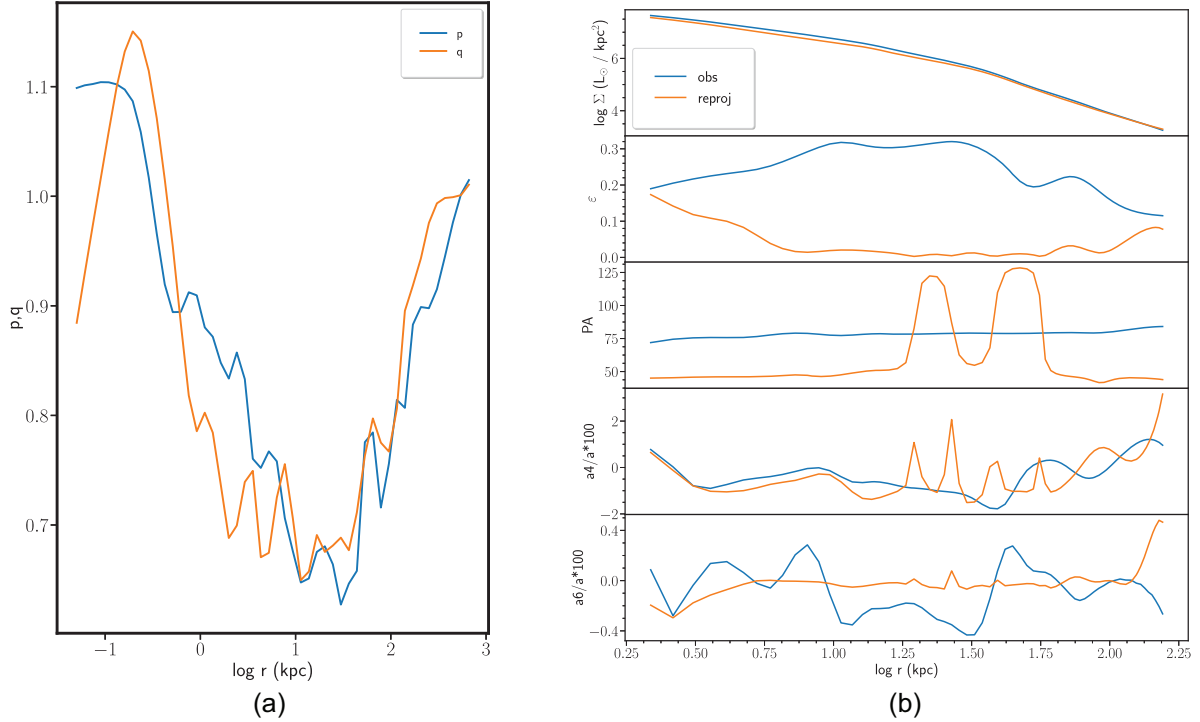 p
q
1.1
1.0
0.9
0.8
0.7
p,q
−1 0 1 2 3
log r (kpc)
(a)
obs
reproj
6
4
log Σ (L⊙ / kpc²)
0.3
0.2
0.1
0.0
ε
125
100
75
50
PA
2
0
−2
a4/a*100
0.4
0.0
−0.4
a6/a*100
0.25 0.50 0.75 1.00 1.25 1.50 1.75 2.00 2.25
log r (kpc)
(b)